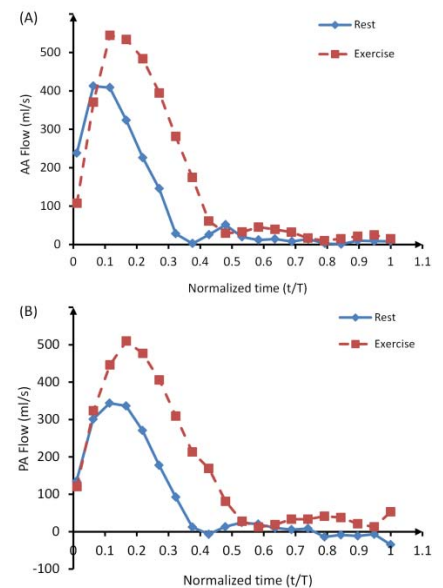 (A)
600
500
400
300
200
100
0
AA Flow (ml/s)
Rest
Exercise
0 0.1 0.2 0.3 0.4 0.5 0.6 0.7 0.8 0.9 1 1.1
Normalized time (t/T)
(B)
500
400
300
200
100
0
-100
PA Flow (ml/s)
Rest
Exercise
0 0.1 0.2 0.3 0.4 0.5 0.6 0.7 0.8 0.9 1 1.1
Normalized time (t/T)